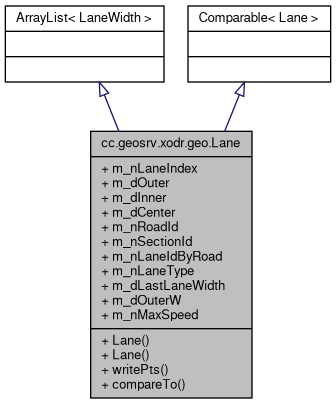 ArrayList< LaneWidth >
Comparable< Lane >
cc.geosrv.xodr.geo.Lane
+ m_nLaneIndex
+ m_dOuter
+ m_dInner
+ m_dCenter
+ m_nRoadId
+ m_nSectionId
+ m_nLaneIdByRoad
+ m_nLaneType
+ m_dLastLaneWidth
+ m_dOuterW
+ m_nMaxSpeed
+ Lane()
+ Lane()
+ writePts()
+ compareTo()